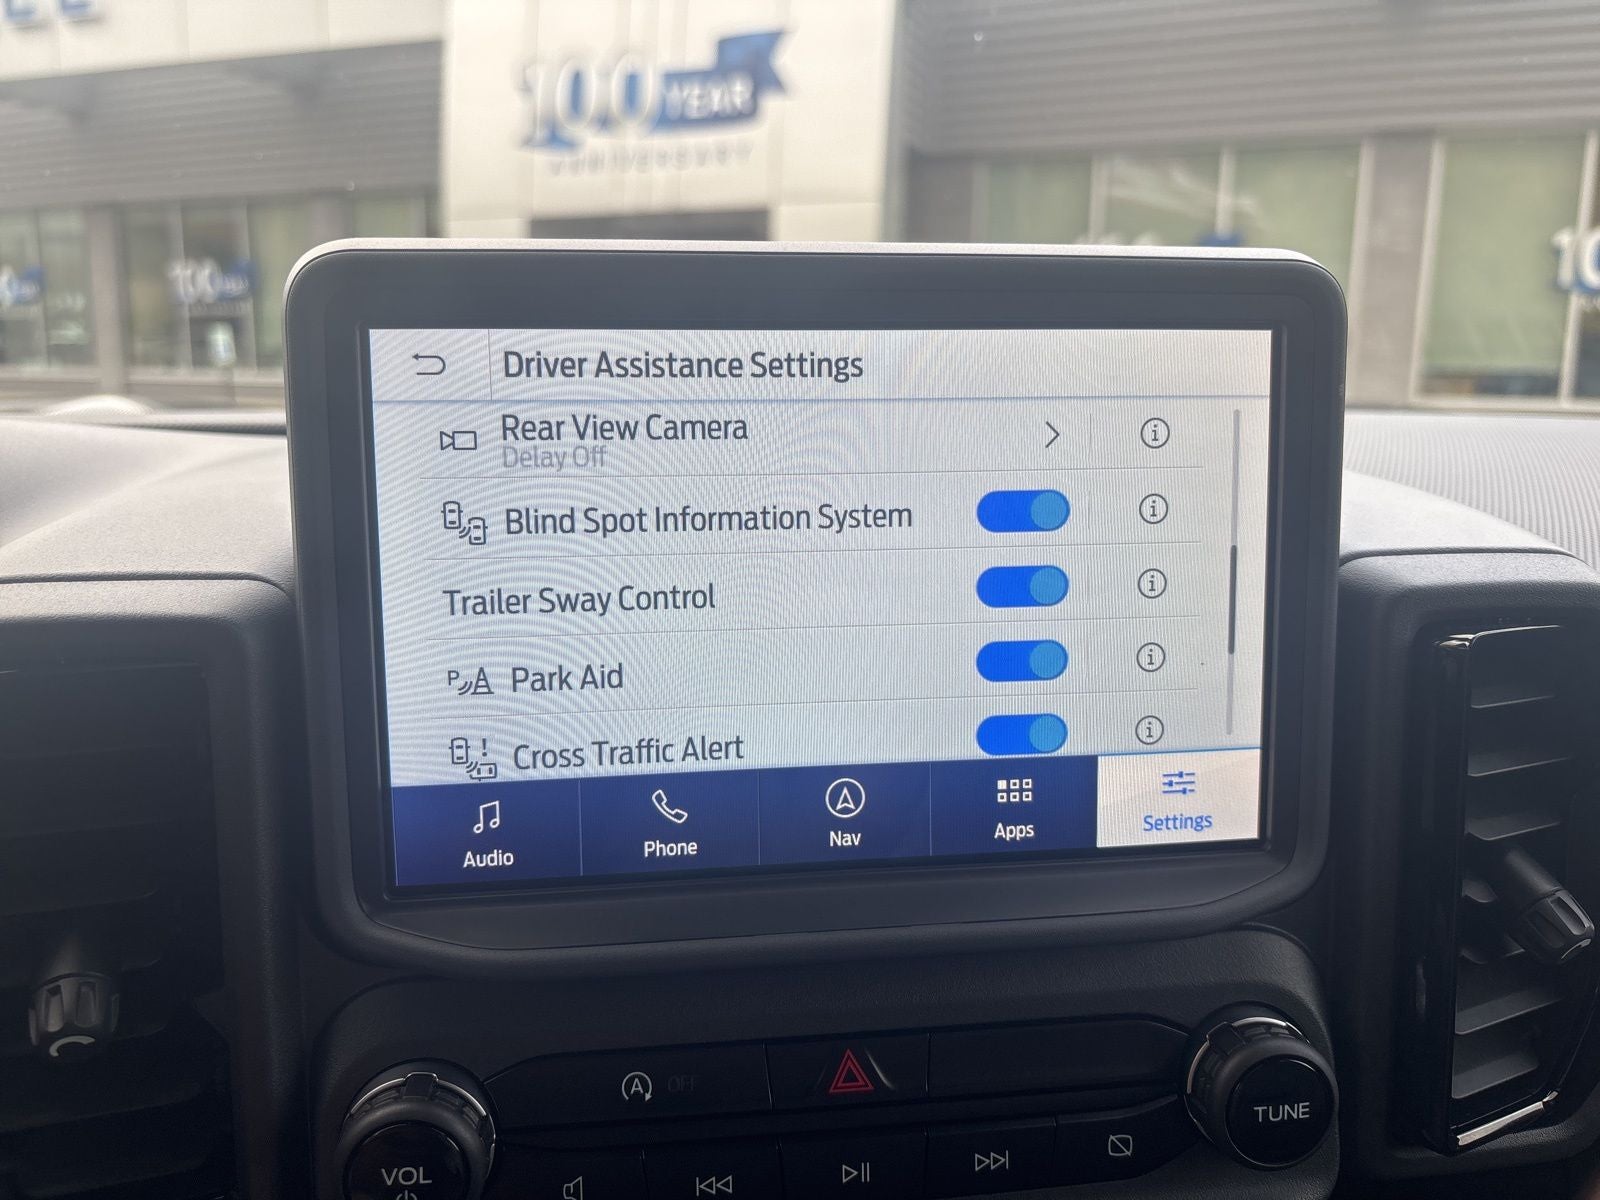 100 YEAR
ANNIVERSARY
100
Driver Assistance Settings
Rear View Camera
Delay Off
Blind Spot Information System
Trailer Sway Control
P
Park Aid
Cross Traffic Alert
Audio
Phone
Nav
Apps
Settings
A OFF
VOL
TUNE